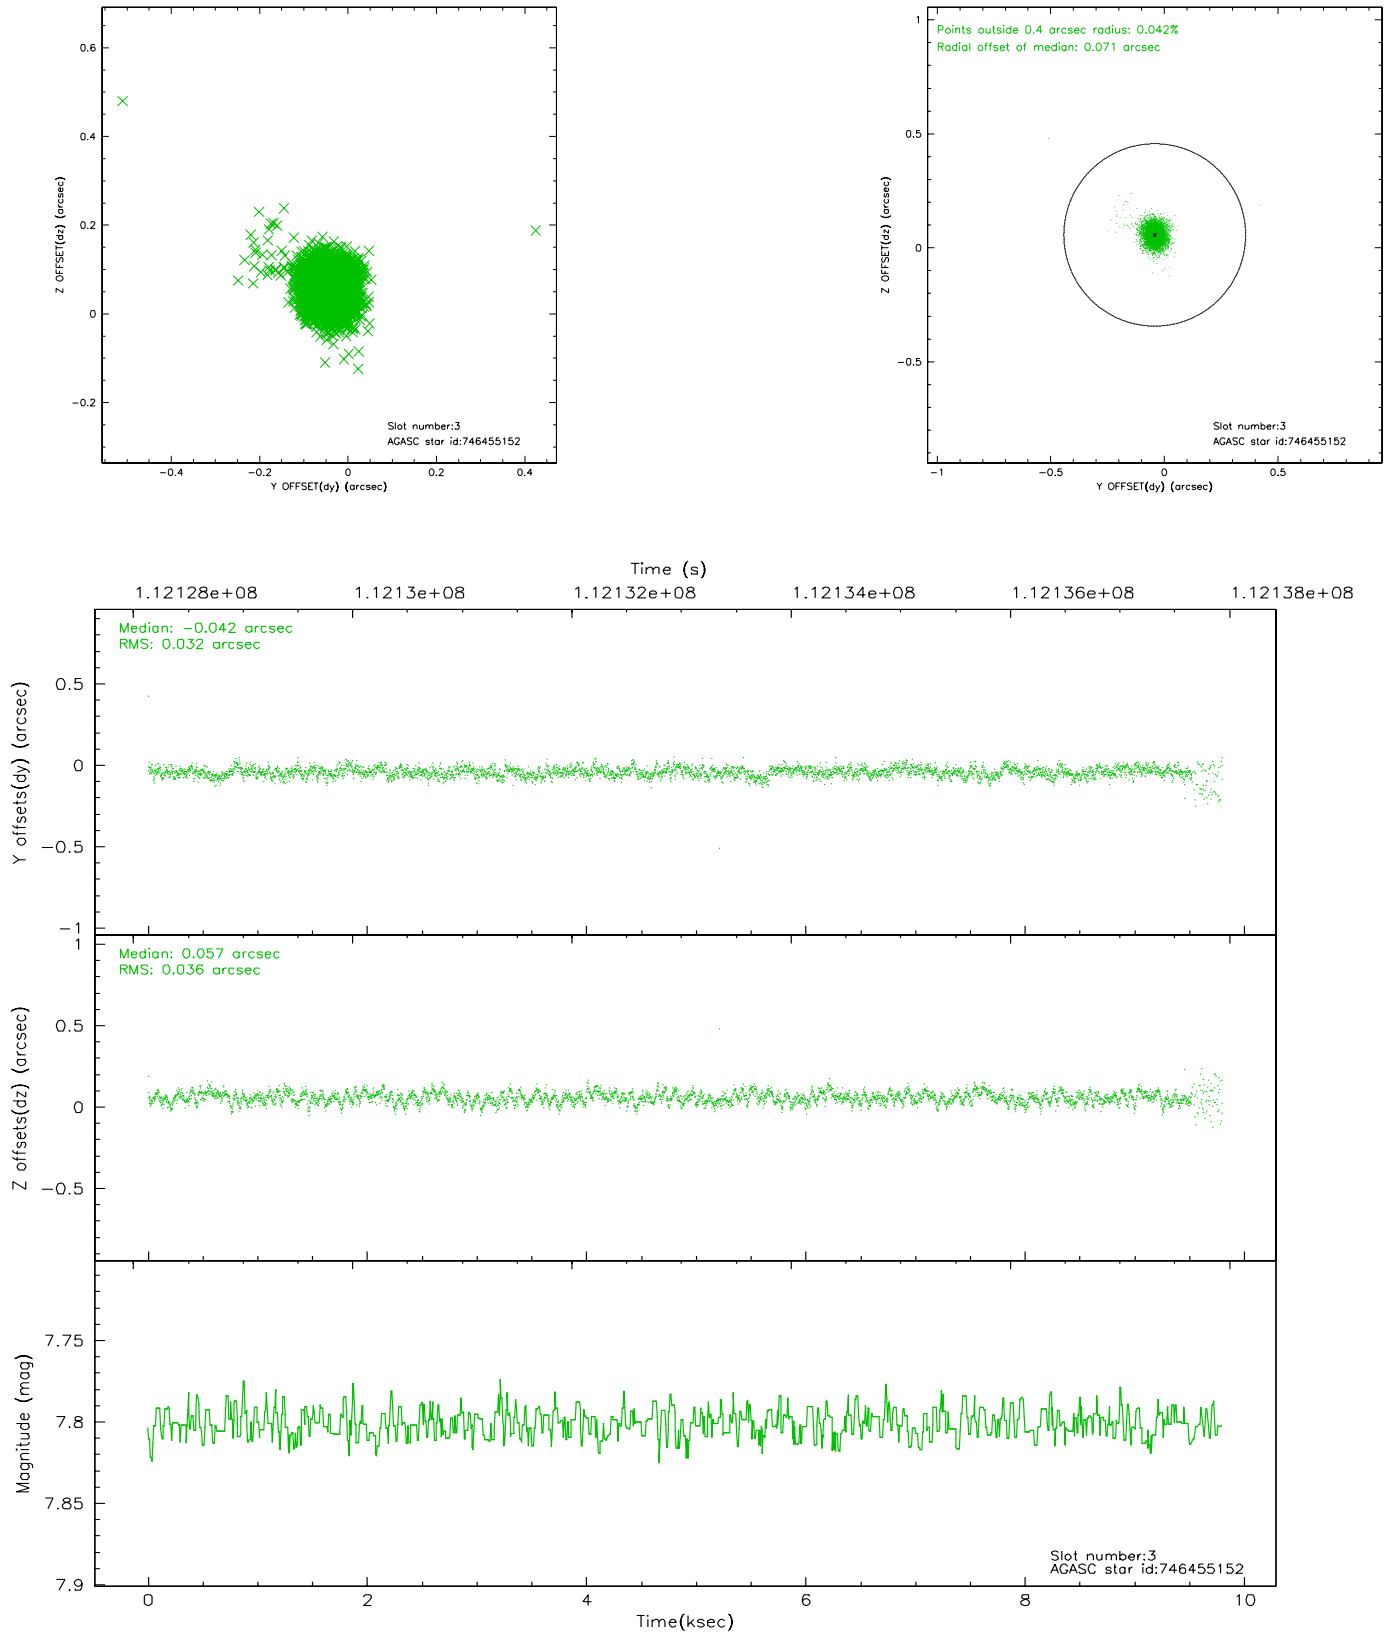 0.6
0.4
0.2
0
−0.2
Z OFFSET(dz) (arcsec)
Slot number:3
AGASC star id:746455152
−0.4 −0.2 0 0.2 0.4
Y OFFSET(dy) (arcsec)
Points outside 0.4 arcsec radius: 0.042%
Radial offset of median: 0.071 arcsec
1
0.5
0
−0.5
Z OFFSET(dz) (arcsec)
Slot number:3
AGASC star id:746455152
−1 −0.5 0 0.5
Y OFFSET(dy) (arcsec)
Time (s)
1.12128e+08 1.1213e+08 1.12132e+08 1.12134e+08 1.12136e+08 1.12138e+08
Median: −0.042 arcsec
RMS: 0.032 arcsec
0.5
0
−0.5
−1
Y offsets(dy) (arcsec)
Median: 0.057 arcsec
RMS: 0.036 arcsec
1
0.5
0
−0.5
Z offsets(dz) (arcsec)
7.75
7.8
7.85
7.9
Magnitude (mag)
Slot number:3
AGASC star id:746455152
0 2 4 6 8 10
Time(ksec)